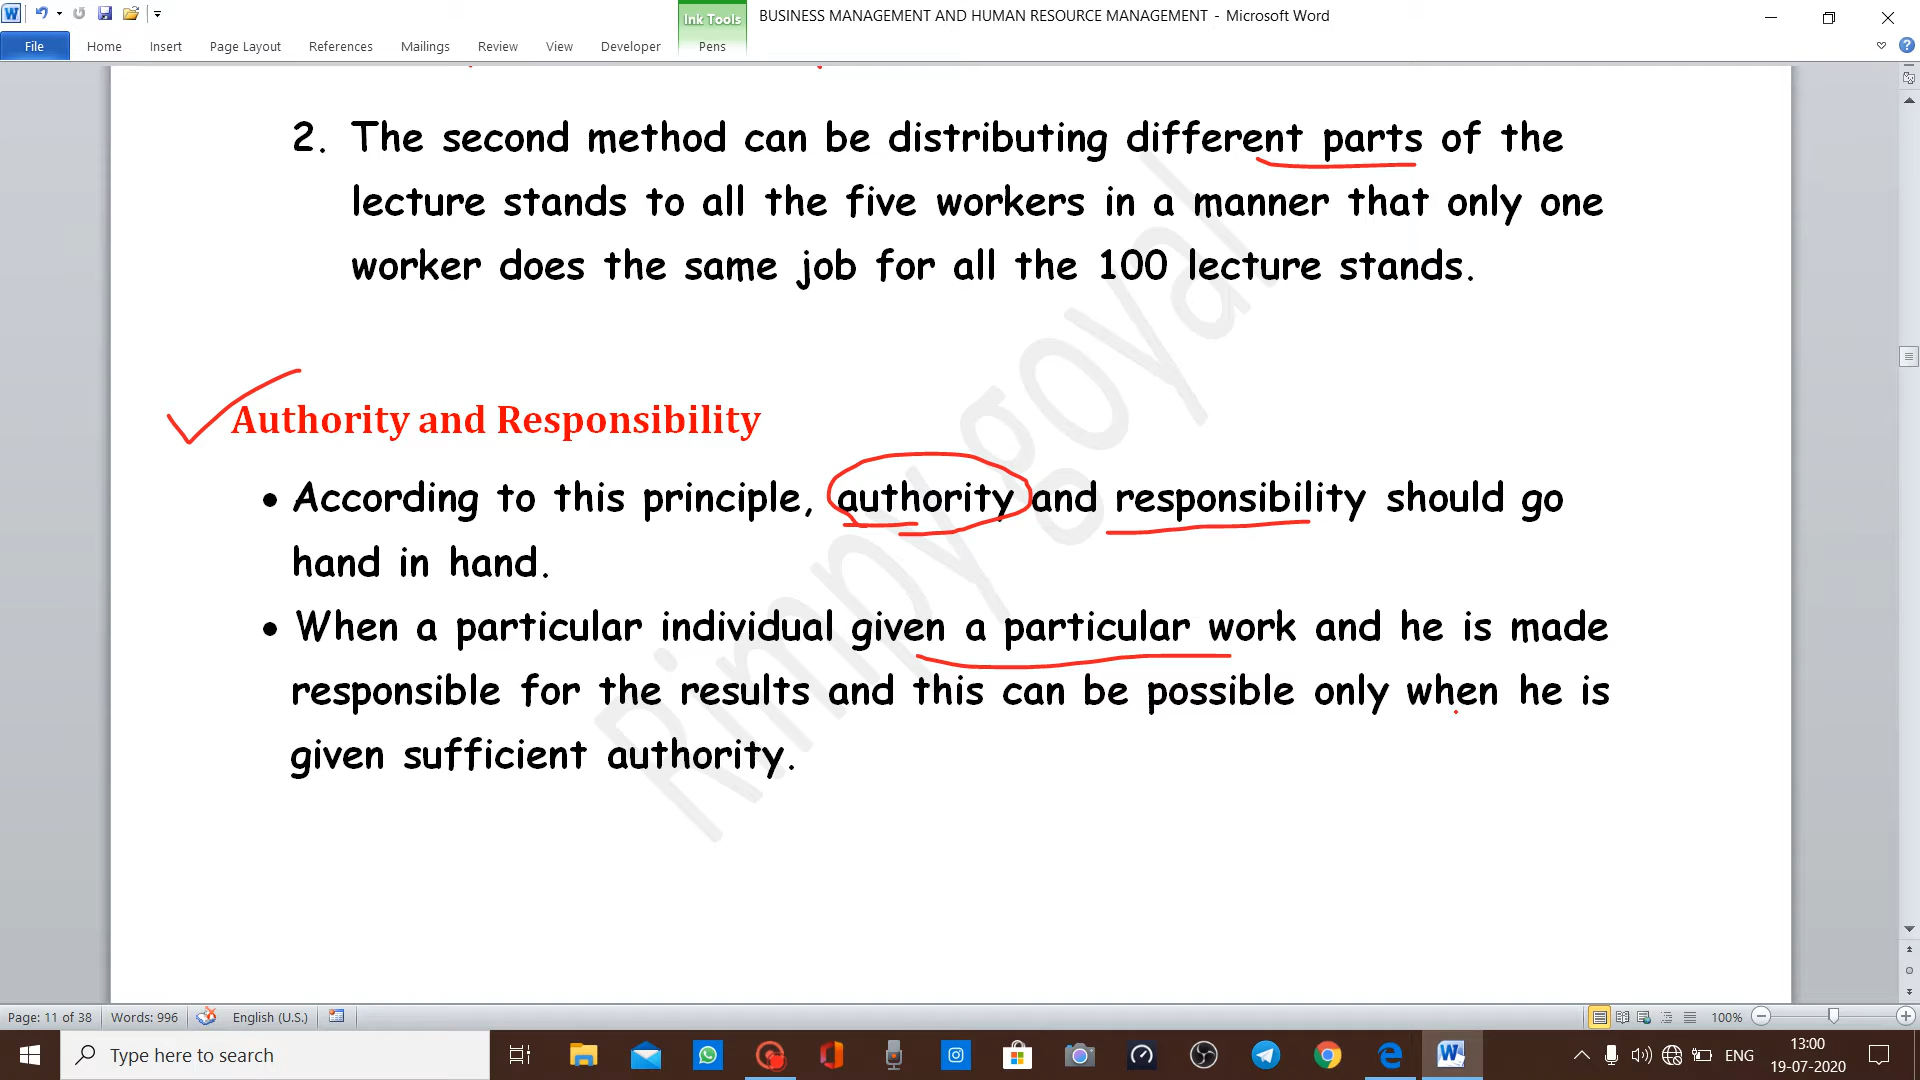 Ink Tools
BUSINESS MANAGEMENT AND HUMAN RESOURCE MANAGEMENT - Microsoft Word
File Home Insert Page Layout References Mailings Review View Developer Pens
2. The second method can be distributing different parts of the
lecture stands to all the five workers in a manner that only one
worker does the same job for all the 100 lecture stands.
Authority and Responsibility
• According to this principle, authority and responsibility should go
hand in hand.
• When a particular individual given a particular work and he is made
responsible for the results and this can be possible only when he is
given sufficient authority.
Rimpy goyal
Page: 11 of 38 Words: 996 English (U.S.) 100%
Type here to search
ENG
13:00
19-07-2020